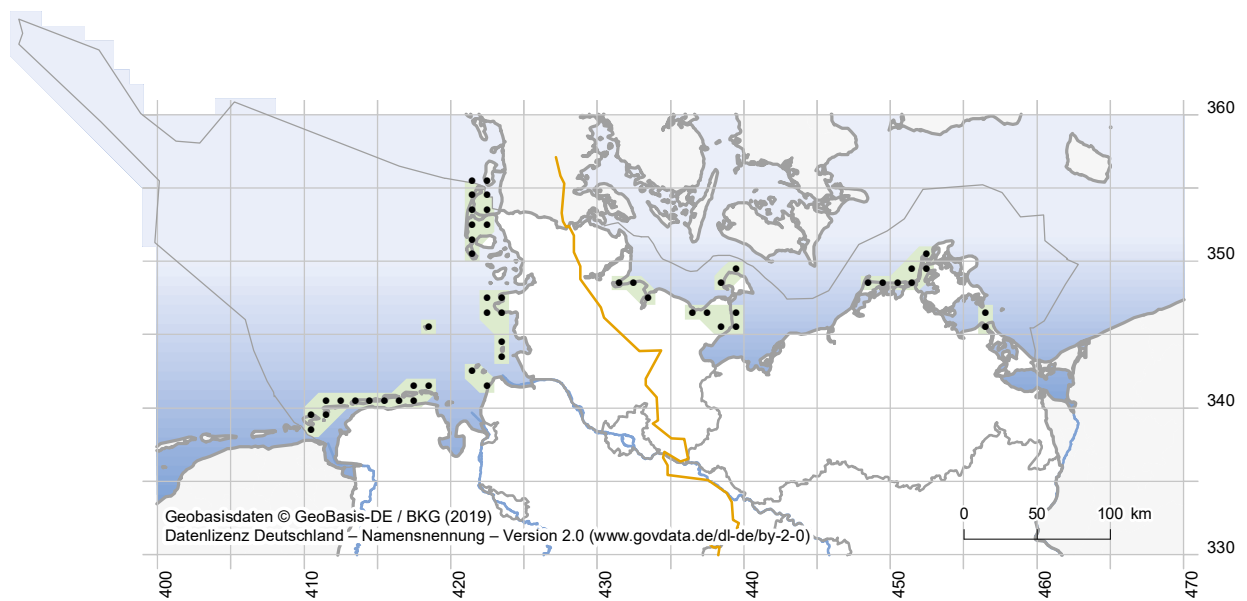 360
350
340
330
0 50 100 km
Geobasisdaten © GeoBasis-DE / BKG (2019)
Datenlizenz Deutschland – Namensnennung – Version 2.0 (www.govdata.de/dl-de/by-2-0)
400 410 420 430 440 450 460 470